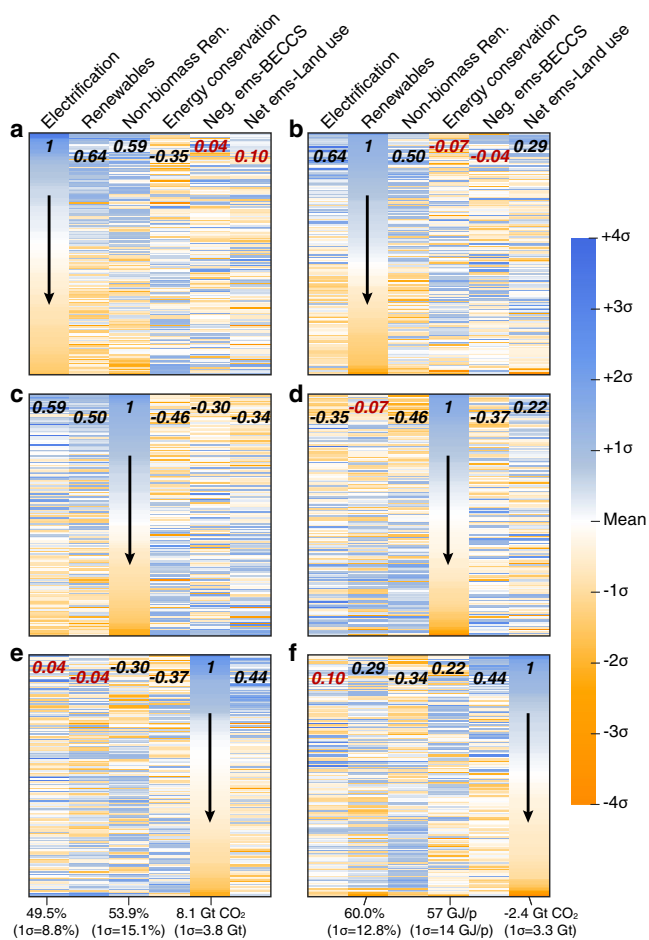 Electrification
Renewables
Non-biomass Ren.
Energy conservation
Neg. ems-BECCS
Net ems-Land use
Electrification
Renewables
Non-biomass Ren.
Energy conservation
Neg. ems-BECCS
Net ems-Land use
a
1 0.64 0.59 -0.35 0.04 0.10
b
0.64 1 0.50 -0.07 -0.04 0.29
c
0.59 0.50 1 -0.46 -0.30 -0.34
d
-0.35 -0.07 -0.46 1 -0.37 0.22
e
0.04 -0.04 -0.30 -0.37 1 0.44
f
0.10 0.29 -0.34 0.22 0.44 1
+4σ
+3σ
+2σ
+1σ
Mean
-1σ
-2σ
-3σ
-4σ
49.5% 53.9% 8.1 Gt CO₂
(1σ=8.8%) (1σ=15.1%) (1σ=3.8 Gt)
60.0% 57 GJ/p -2.4 Gt CO₂
(1σ=12.8%) (1σ=14 GJ/p) (1σ=3.3 Gt)